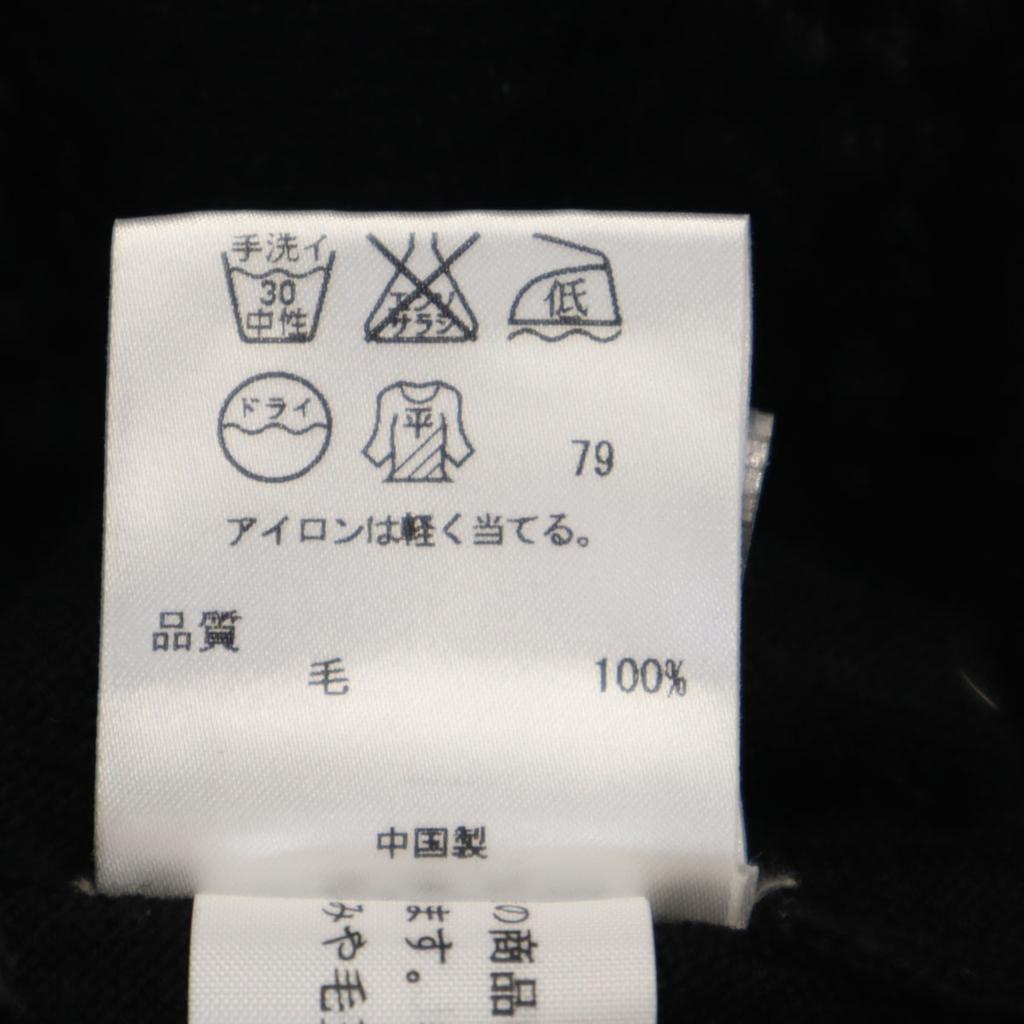 手洗イ
30
中性
エンソ
サラシ
低
ドライ
平
79
アイロンは軽く当てる。
品質
毛 100%
中国製
の商品
ます。
みや毛